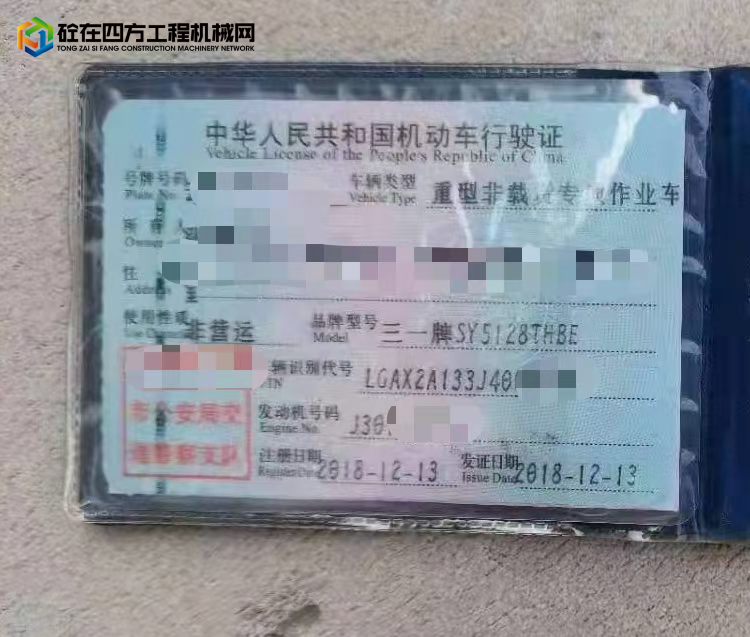 砼在四方工程机械网
TONG ZAI SI FANG CONSTRUCTION MACHINERY NETWORK
中华人民共和国机动车行驶证
Vehicle License of the People's Republic of China
号牌号码 车辆类型 重型非载货专项作业车
Plate No. Vehicle Type
所有人
Owner
住
Address
使用性质 非营运 品牌型号 三一牌SY5128THBE
Use Character Model
辆识别代号 LGAX2A133J40
VIN
市公安局交
通警察支队
发动机号码 J30
Engine No.
注册日期 2018-12-13 发证日期 2018-12-13
Register Date Issue Date